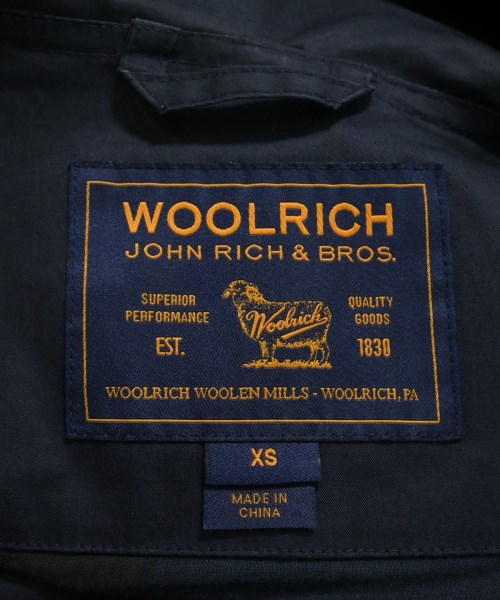 WOOLRICH
JOHN RICH & BROS.
SUPERIOR
PERFORMANCE
EST.
Woolrich
QUALITY
GOODS
1830
WOOLRICH WOOLEN MILLS - WOOLRICH, PA
XS
MADE IN
CHINA